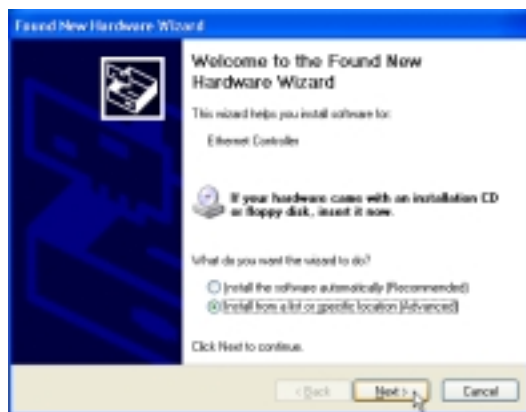 Found New Hardware Wizard
Welcome to the Found New
Hardware Wizard
This wizard helps you install software for:
Ethernet Controller
If your hardware came with an installation CD
or floppy disk, insert it now.
What do you want the wizard to do?
Install the software automatically (Recommended)
Install from a list or specific location (Advanced)
Click Next to continue.
< Back Next > Cancel